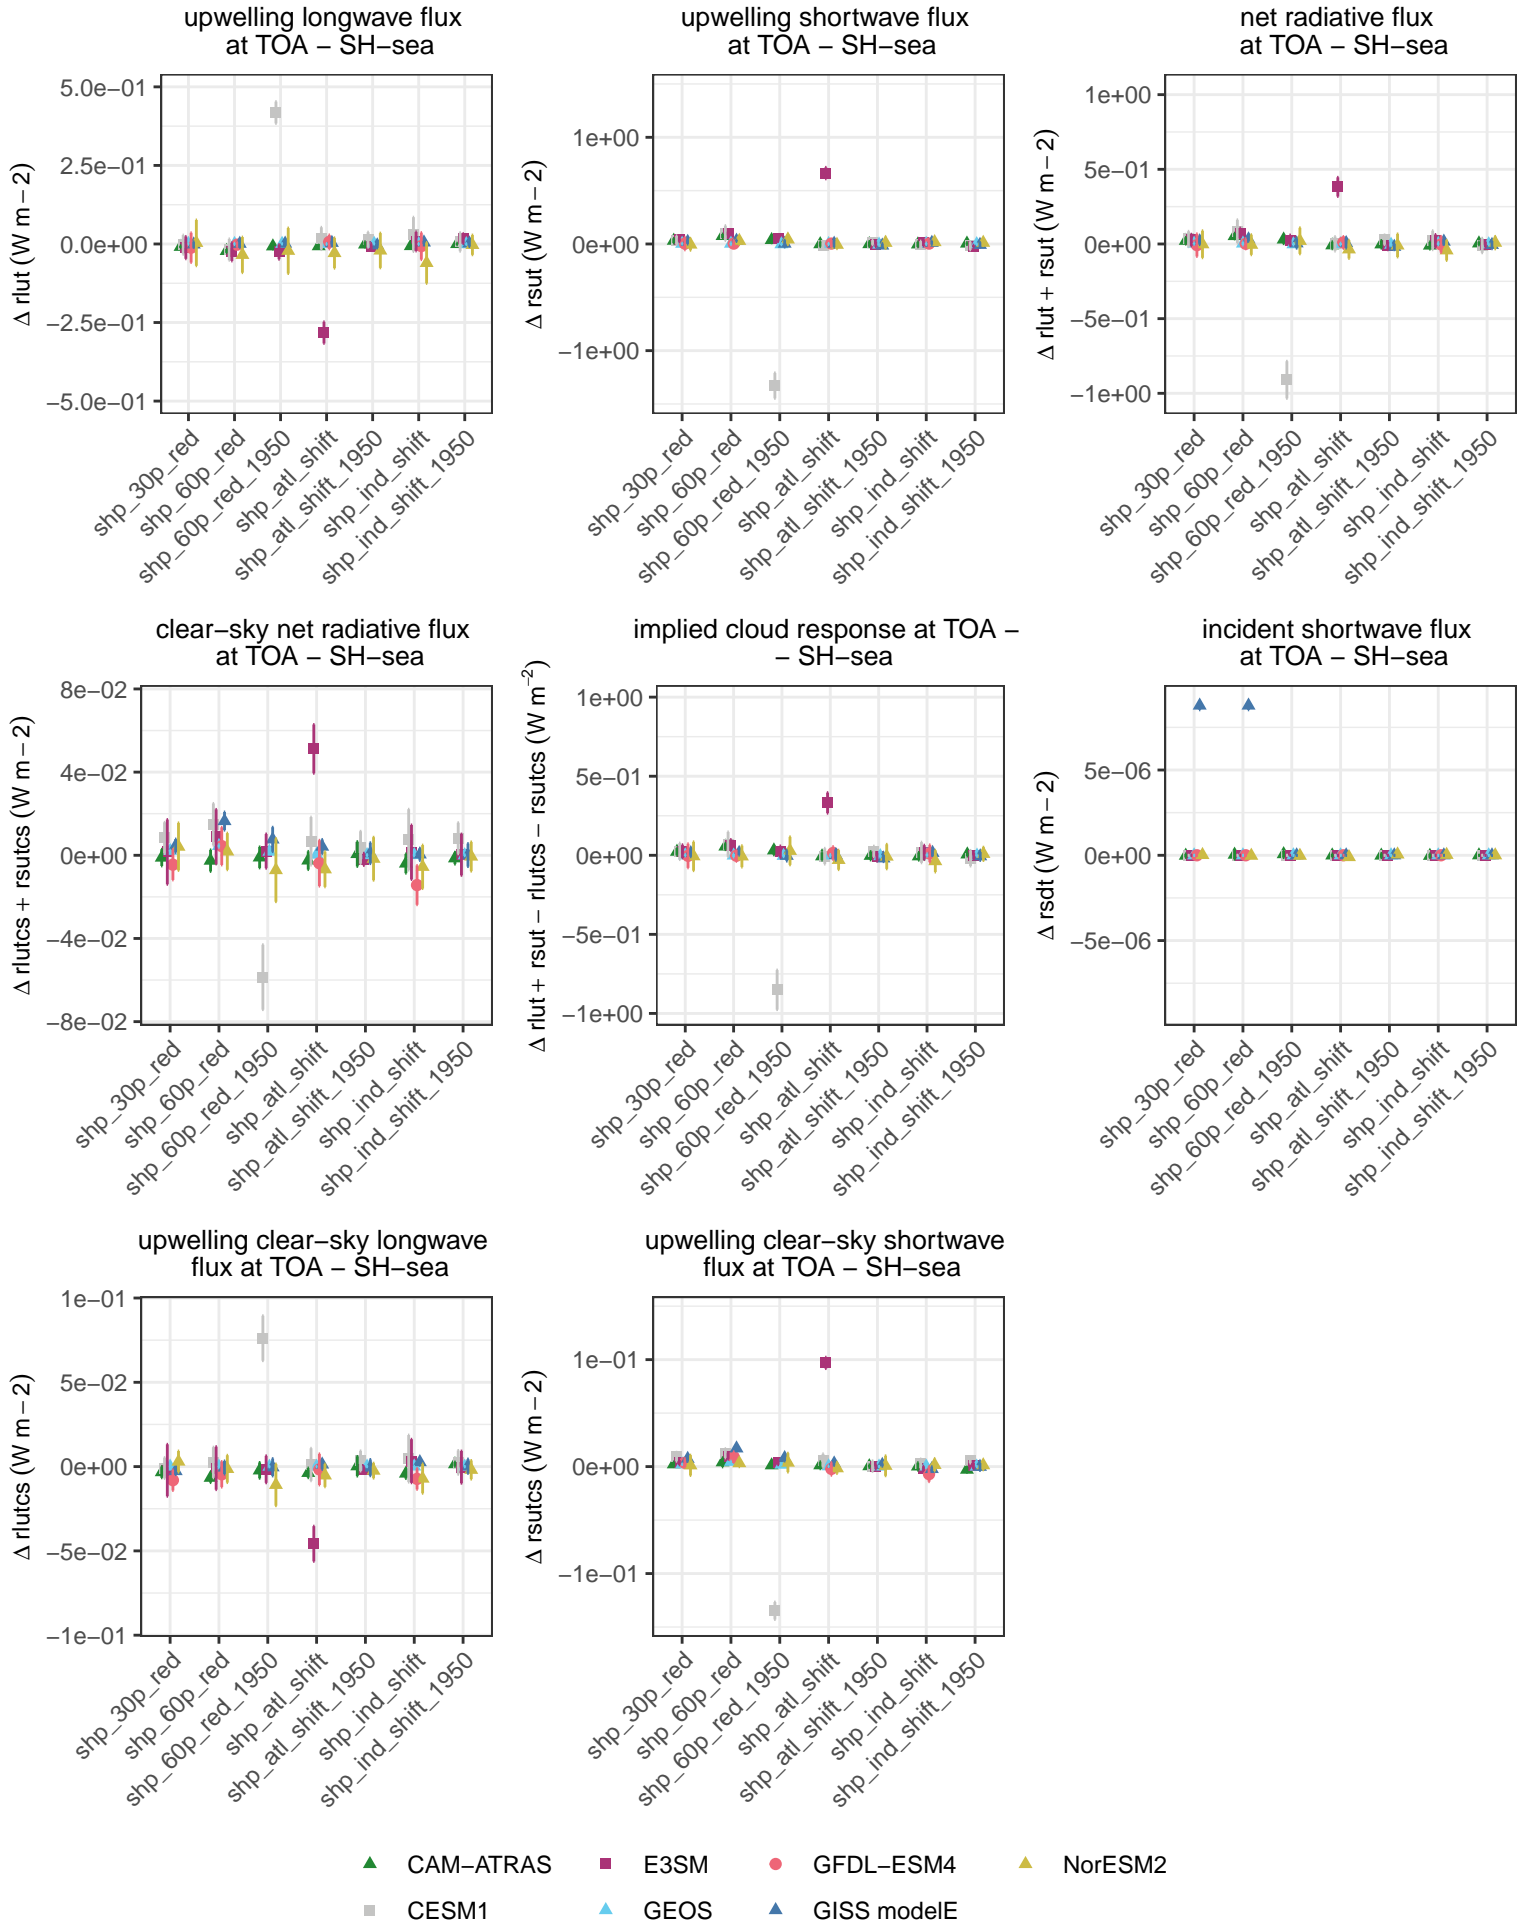 upwelling longwave flux
at TOA − SH−sea
upwelling shortwave flux
at TOA − SH−sea
net radiative flux
at TOA − SH−sea
Δ rlut (W m−2)
5.0e−01
2.5e−01
0.0e+00
−2.5e−01
−5.0e−01
shp_30p_red
shp_60p_red
shp_60p_red_1950
shp_atl_shift
shp_atl_shift_1950
shp_ind_shift
shp_ind_shift_1950
Δ rsut (W m−2)
1e+00
0e+00
−1e+00
shp_30p_red
shp_60p_red
shp_60p_red_1950
shp_atl_shift
shp_atl_shift_1950
shp_ind_shift
shp_ind_shift_1950
Δ rlut + rsut (W m−2)
1e+00
5e−01
0e+00
−5e−01
−1e+00
shp_30p_red
shp_60p_red
shp_60p_red_1950
shp_atl_shift
shp_atl_shift_1950
shp_ind_shift
shp_ind_shift_1950
clear−sky net radiative flux
at TOA − SH−sea
implied cloud response at TOA −
− SH−sea
incident shortwave flux
at TOA − SH−sea
Δ rlutcs + rsutcs (W m−2)
8e−02
4e−02
0e+00
−4e−02
−8e−02
shp_30p_red
shp_60p_red
shp_60p_red_1950
shp_atl_shift
shp_atl_shift_1950
shp_ind_shift
shp_ind_shift_1950
Δ rlut + rsut − rlutcs − rsutcs (W m⁻²)
1e+00
5e−01
0e+00
−5e−01
−1e+00
shp_30p_red
shp_60p_red
shp_60p_red_1950
shp_atl_shift
shp_atl_shift_1950
shp_ind_shift
shp_ind_shift_1950
Δ rsdt (W m−2)
5e−06
0e+00
−5e−06
shp_30p_red
shp_60p_red
shp_60p_red_1950
shp_atl_shift
shp_atl_shift_1950
shp_ind_shift
shp_ind_shift_1950
upwelling clear−sky longwave
flux at TOA − SH−sea
upwelling clear−sky shortwave
flux at TOA − SH−sea
Δ rlutcs (W m−2)
1e−01
5e−02
0e+00
−5e−02
−1e−01
shp_30p_red
shp_60p_red
shp_60p_red_1950
shp_atl_shift
shp_atl_shift_1950
shp_ind_shift
shp_ind_shift_1950
Δ rsutcs (W m−2)
1e−01
0e+00
−1e−01
shp_30p_red
shp_60p_red
shp_60p_red_1950
shp_atl_shift
shp_atl_shift_1950
shp_ind_shift
shp_ind_shift_1950
CAM−ATRAS
E3SM
GFDL−ESM4
NorESM2
CESM1
GEOS
GISS modelE